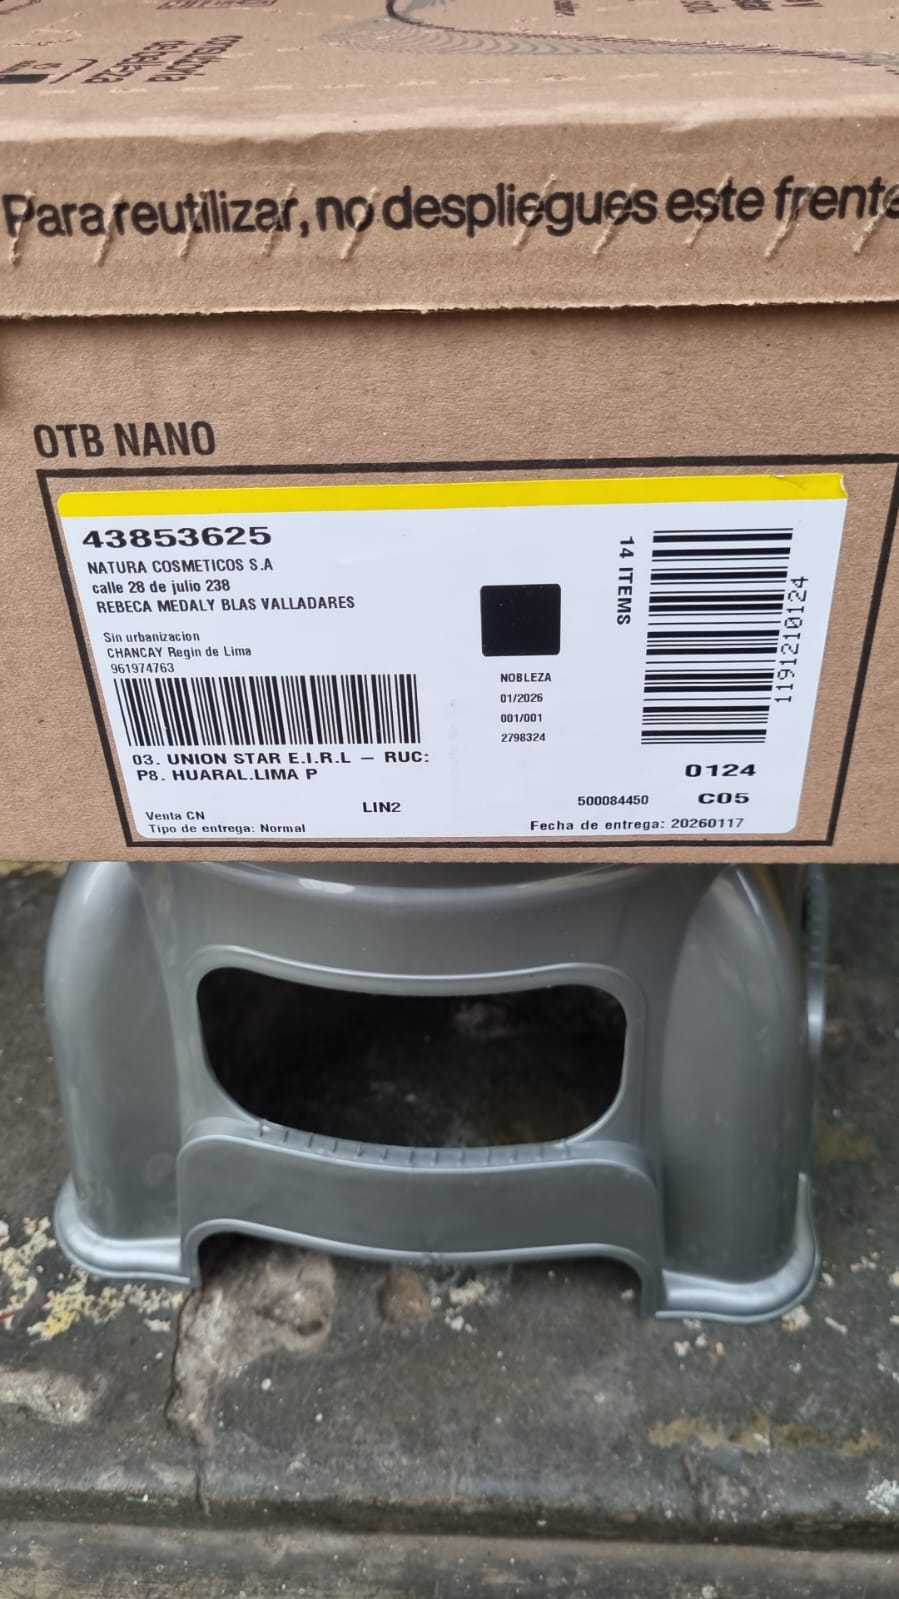 Para reutilizar, no despliegues este frente
OTB NANO
43853625
NATURA COSMETICOS S.A
calle 28 de julio 238
REBECA MEDALY BLAS VALLADARES
Sin urbanizacion
CHANCAY Regin de Lima
961974763
03. UNION STAR E.I.R.L – RUC:
P8. HUARAL.LIMA P
LIN2
Venta CN
Tipo de entrega: Normal
NOBLEZA
01/2026
001/001
2798324
14 ITEMS
1191210124
0124
500084450 C05
Fecha de entrega: 20260117